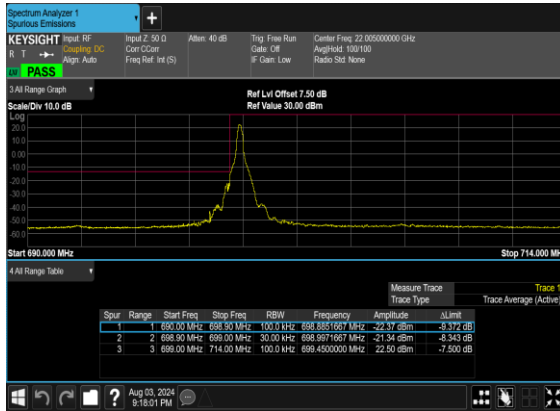 Spectrum Analyzer 1
Spurious Emissions
+
KEYSIGHT Input: RF Input Z: 50 Ω Atten: 40 dB Trig: Free Run Center Freq: 22.005000000 GHz
R T Coupling: DC Corr CCorr Gate: Off Avg|Hold: 100/100
Align: Auto Freq Ref: Int (S) IF Gain: Low Radio Std: None
LU PASS
3 All Range Graph
Ref Lvl Offset 7.50 dB
Scale/Div 10.0 dB Ref Value 30.00 dBm
Log
20.0
10.0
0.00
-10.0
-20.0
-30.0
-40.0
-50.0
-60.0
Start 690.000 MHz Stop 714.000 MH
4 All Range Table
Measure Trace Trace 1
Trace Type Trace Average (Active)
Spur Range Start Freq Stop Freq RBW Frequency Amplitude ΔLimit
1 1 690.00 MHz 698.90 MHz 100.0 kHz 698.8851667 MHz -22.37 dBm -9.372 dB
2 2 698.90 MHz 699.00 MHz 30.00 kHz 698.9971667 MHz -21.34 dBm -8.343 dB
3 3 699.00 MHz 714.00 MHz 100.0 kHz 699.4500000 MHz 22.50 dBm -7.500 dB
? Aug 03, 2024
9:18:01 PM